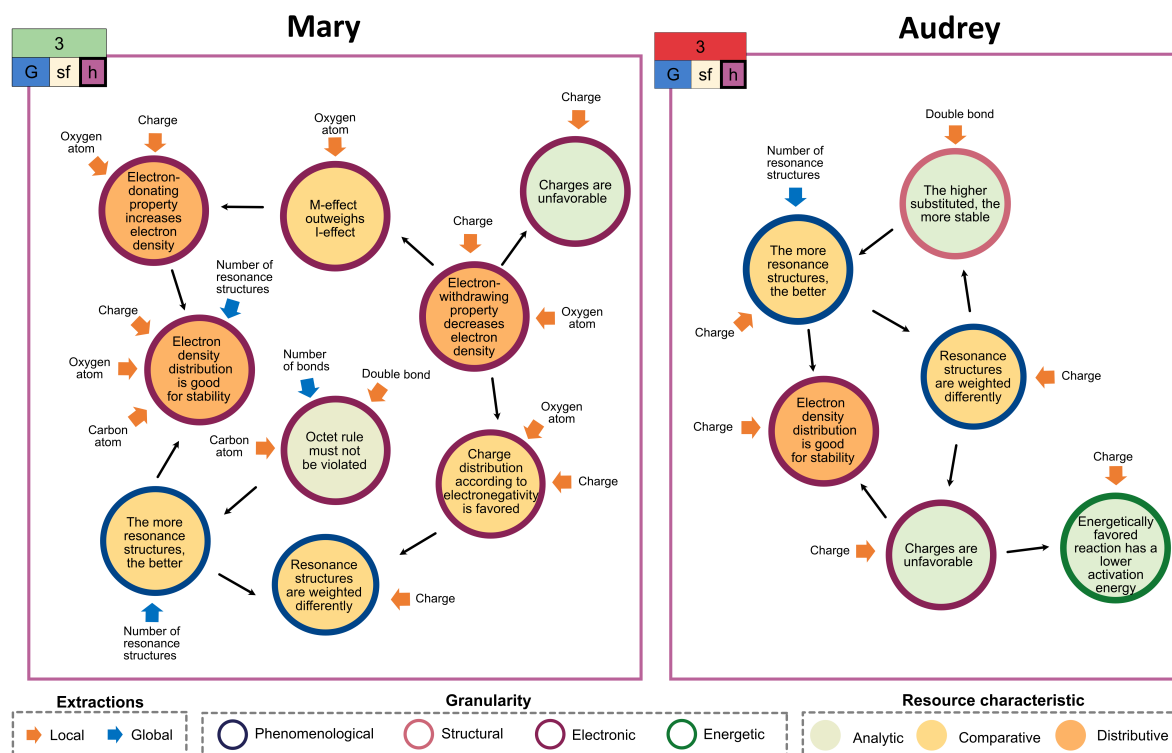 Mary
3
G sf h
Oxygen
atom
Charge
Electron-
donating
property
increases
electron
density
Oxygen
atom
M-effect
outweighs
I-effect
Charge
Charges are
unfavorable
Charge
Electron-
withdrawing
property
decreases
electron
density
Oxygen
atom
Number of
resonance
structures
Charge
Oxygen
atom
Carbon
atom
Electron
density
distribution
is good
for stability
Number
of bonds
Double bond
Carbon
atom
Octet rule
must not
be violated
Oxygen
atom
Charge
Charge
distribution
according to
electronegativity
is favored
The more
resonance
structures,
the better
Number of
resonance
structures
Resonance
structures
are weighted
differently
Charge
Audrey
3
G sf h
Double bond
The higher
substituted, the
more stable
Number of
resonance
structures
The more
resonance
structures,
the better
Charge
Resonance
structures
are weighted
differently
Charge
Charge
Electron
density
distribution
is good
for stability
Charge
Charges are
unfavorable
Charge
Energetically
favored
reaction has a
lower
activation
energy
Extractions
Local Global
Granularity
Phenomenological Structural Electronic Energetic
Resource characteristic
Analytic Comparative Distributive